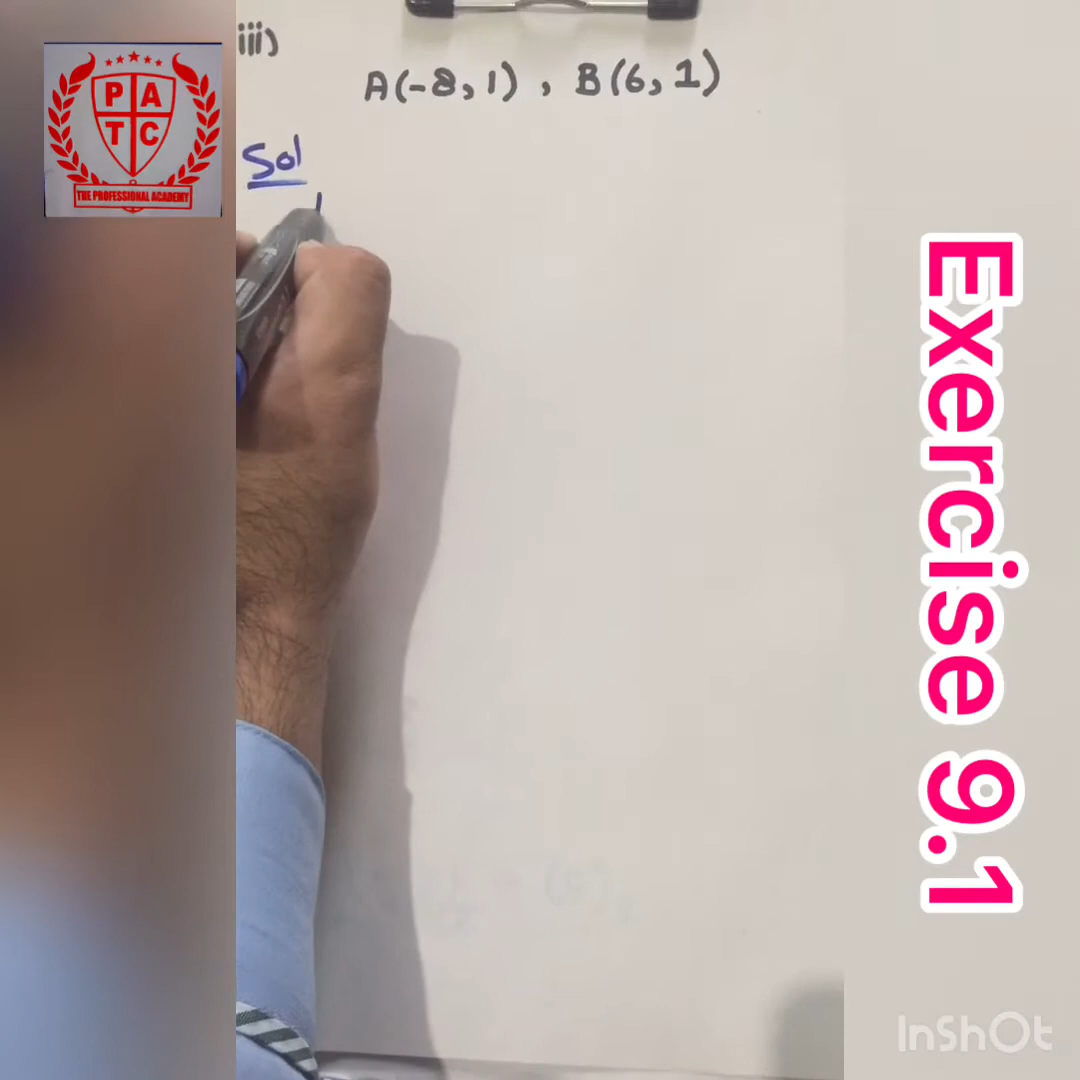 iii)
A(-8, 1) , B(6, 1)
Sol
P A
T C
THE PROFESSIONAL ACADEMY
Exercise 9.1
InShOt